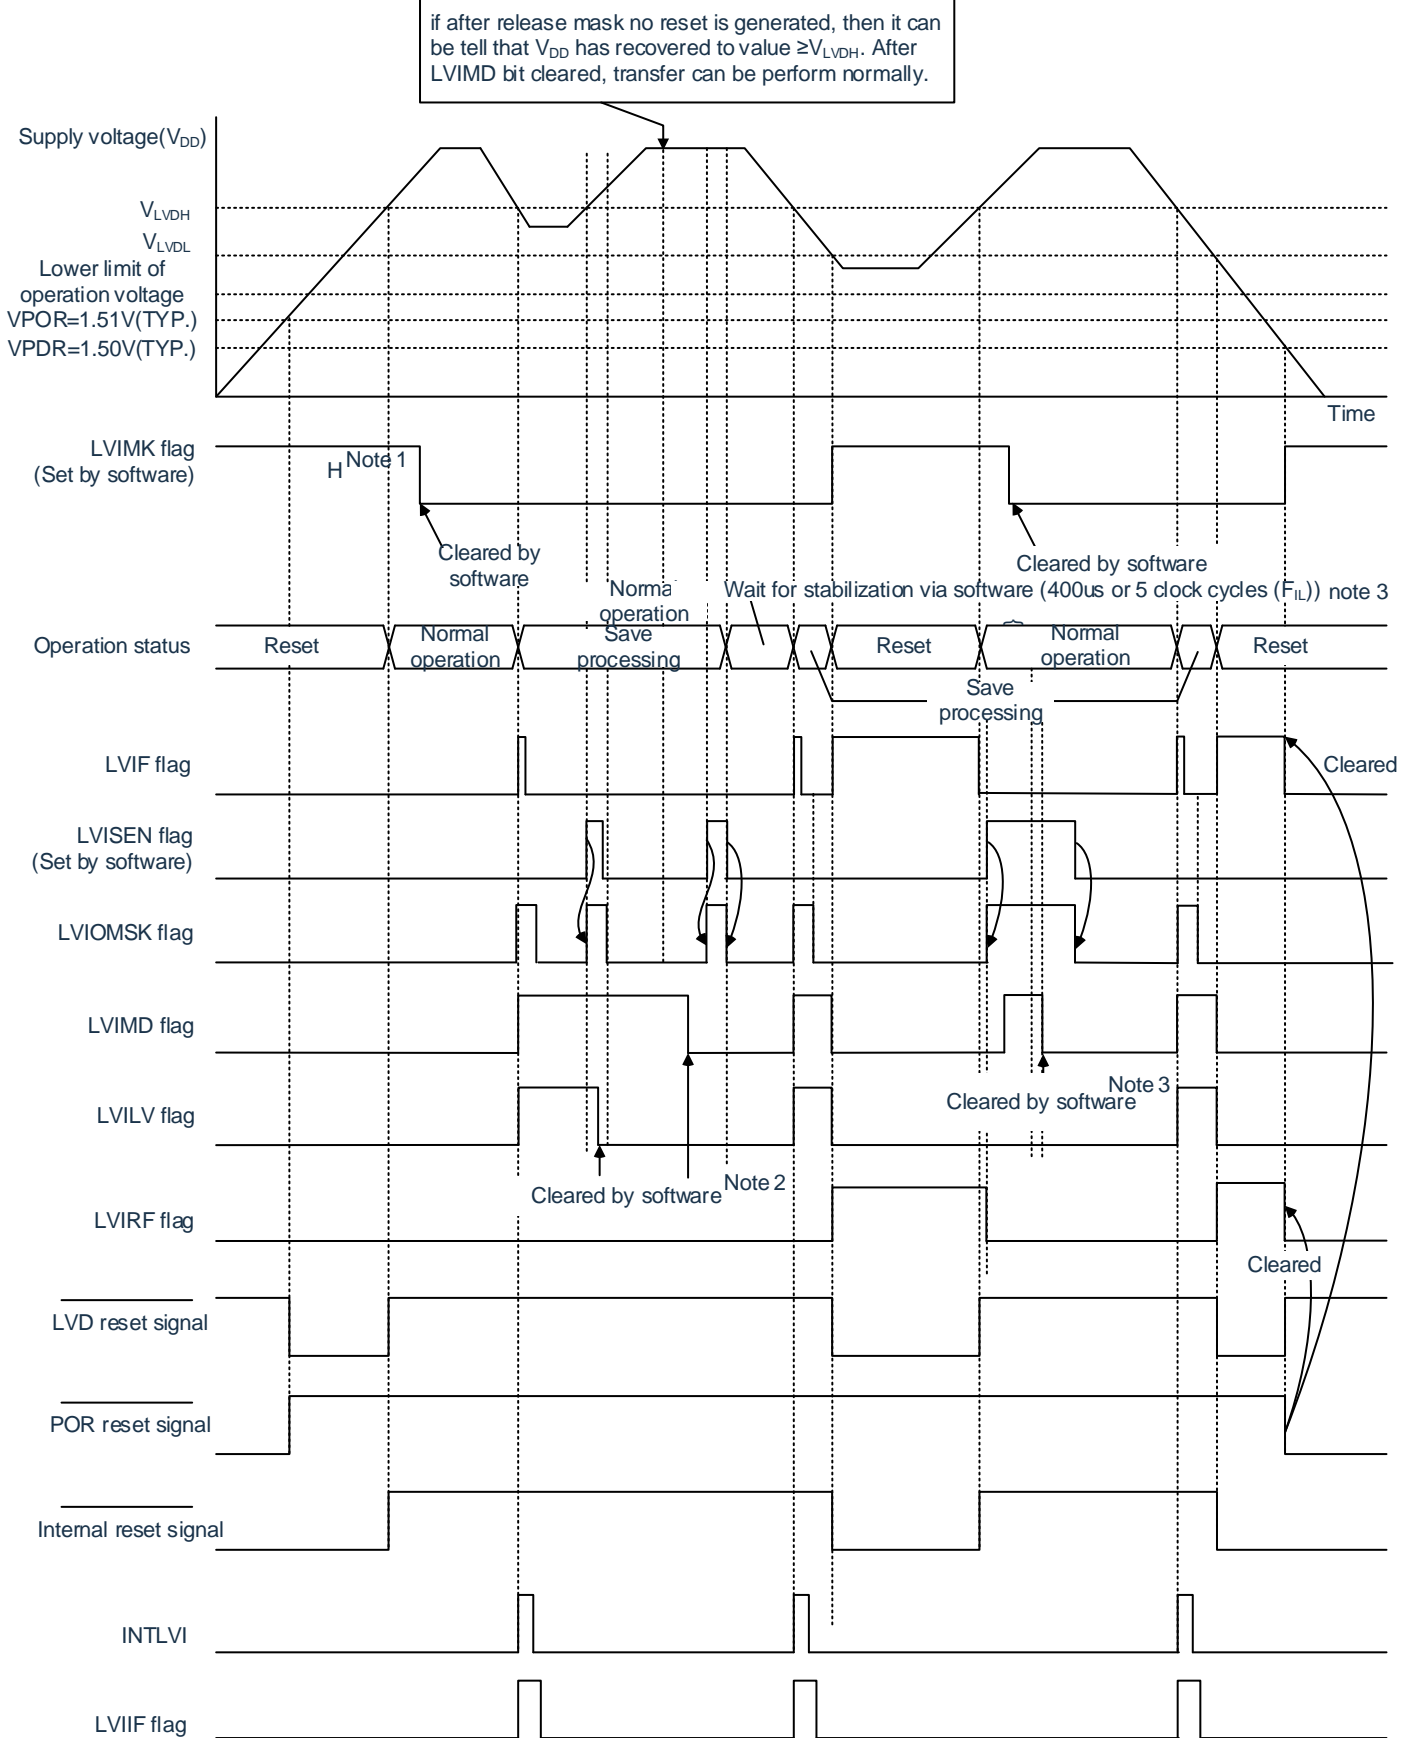 if after release mask no reset is generated, then it can
be tell that VDD has recovered to value ≥VLVDH. After
LVIMD bit cleared, transfer can be perform normally.
Supply voltage(VDD)
VLVDH
VLVDL
Lower limit of
operation voltage
VPOR=1.51V(TYP.)
VPDR=1.50V(TYP.)
Time
LVIMK flag
(Set by software)
H Note 1
Cleared by
software
Cleared by software
Norma
operation
Wait for stabilization via software (400us or 5 clock cycles (FIL)) note 3
Operation status
Reset
Normal
operation
Save
processing
Reset
Normal
operation
Reset
Save
processing
LVIF flag
Cleared
LVISEN flag
(Set by software)
LVIOMSK flag
LVIMD flag
Cleared by software Note 3
LVILV flag
Cleared by software Note 2
LVIRF flag
Cleared
LVD reset signal
POR reset signal
Internal reset signal
INTLVI
LVIIF flag